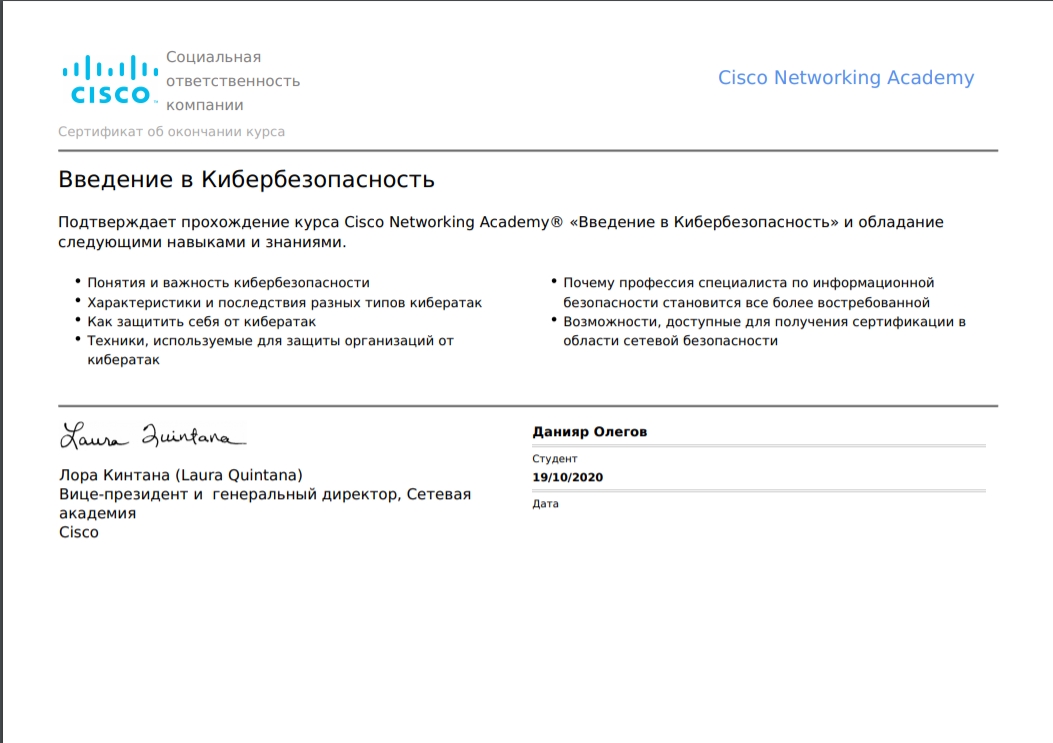 CISCO
Социальная
ответственность
компании
Cisco Networking Academy
Сертификат об окончании курса
Введение в Кибербезопасность
Подтверждает прохождение курса Cisco Networking Academy® «Введение в Кибербезопасность» и обладание
следующими навыками и знаниями.
• Понятия и важность кибербезопасности
• Характеристики и последствия разных типов кибератак
• Как защитить себя от кибератак
• Техники, используемые для защиты организаций от
кибератак
• Почему профессия специалиста по информационной
безопасности становится все более востребованной
• Возможности, доступные для получения сертификации в
области сетевой безопасности
Laura Quintana
Лора Кинтана (Laura Quintana)
Вице-президент и генеральный директор, Сетевая
академия
Cisco
Данияр Олегов
Студент
19/10/2020
Дата